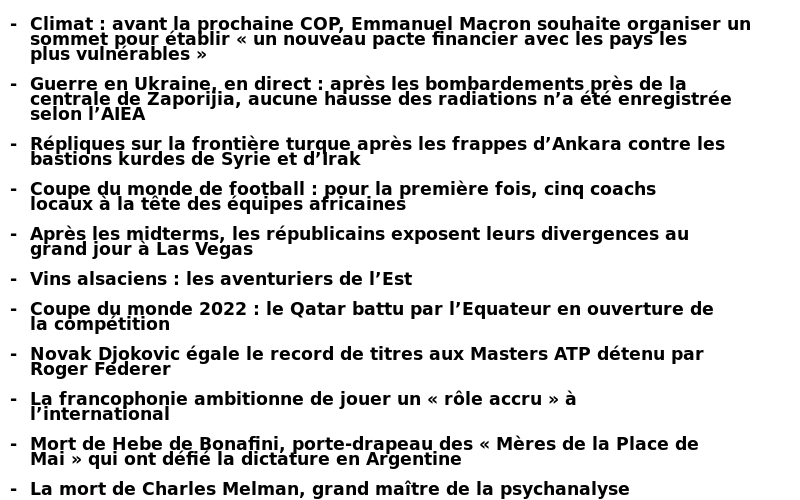 - Climat : avant la prochaine COP, Emmanuel Macron souhaite organiser un
sommet pour établir « un nouveau pacte financier avec les pays les
plus vulnérables »
- Guerre en Ukraine, en direct : après les bombardements près de la
centrale de Zaporijia, aucune hausse des radiations n’a été enregistrée
selon l’AIEA
- Répliques sur la frontière turque après les frappes d’Ankara contre les
bastions kurdes de Syrie et d’Irak
- Coupe du monde de football : pour la première fois, cinq coachs
locaux à la tête des équipes africaines
- Après les midterms, les républicains exposent leurs divergences au
grand jour à Las Vegas
- Vins alsaciens : les aventuriers de l’Est
- Coupe du monde 2022 : le Qatar battu par l’Equateur en ouverture de
la compétition
- Novak Djokovic égale le record de titres aux Masters ATP détenu par
Roger Federer
- La francophonie ambitionne de jouer un « rôle accru » à
l’international
- Mort de Hebe de Bonafini, porte-drapeau des « Mères de la Place de
Mai » qui ont défié la dictature en Argentine
- La mort de Charles Melman, grand maître de la psychanalyse